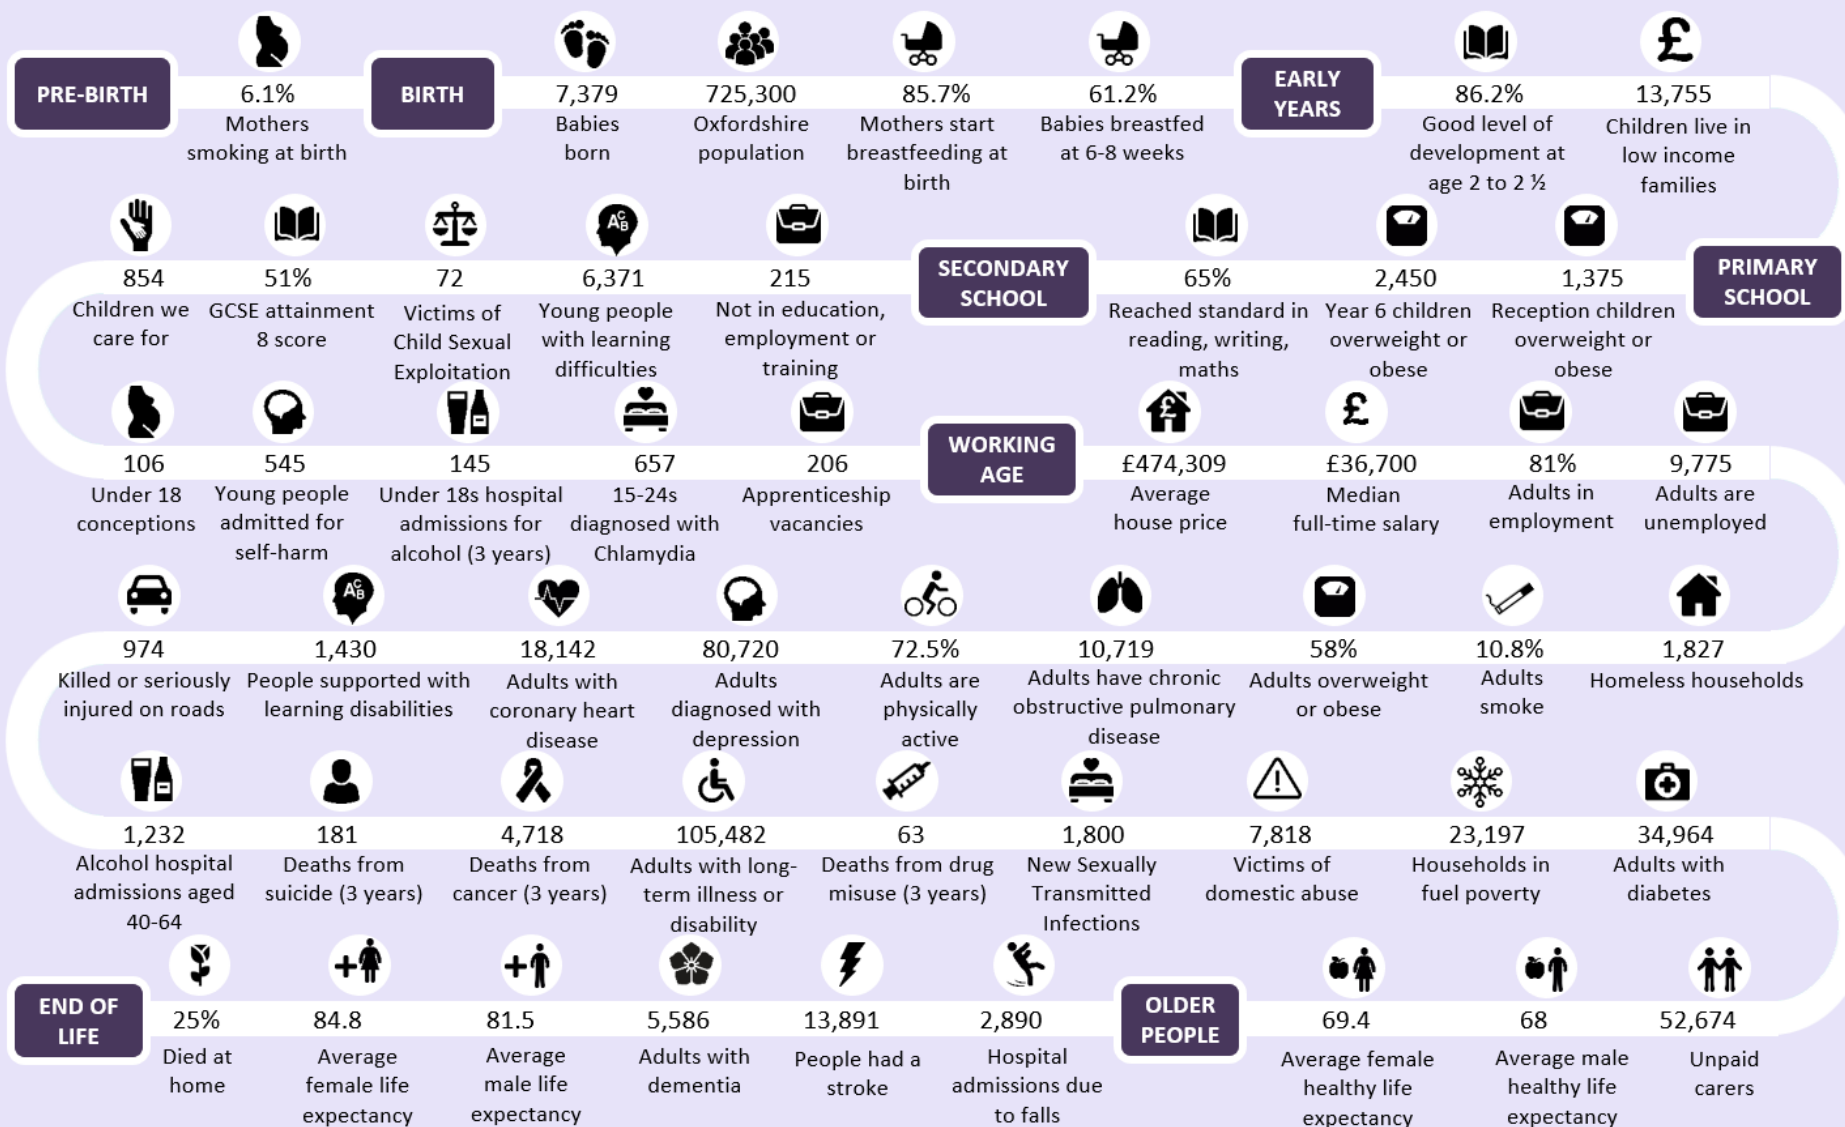 PRE-BIRTH
6.1%
Mothers
smoking at birth
BIRTH
7,379
Babies
born
725,300
Oxfordshire
population
85.7%
Mothers start
breastfeeding at
birth
61.2%
Babies breastfed
at 6-8 weeks
EARLY
YEARS
86.2%
Good level of
development at
age 2 to 2 ½
13,755
Children live in
low income
families
PRIMARY
SCHOOL
1,375
Reception children
overweight or
obese
2,450
Year 6 children
overweight or
obese
65%
Reached standard in
reading, writing,
maths
SECONDARY
SCHOOL
215
Not in education,
employment or
training
6,371
Young people
with learning
difficulties
72
Victims of
Child Sexual
Exploitation
51%
GCSE attainment
8 score
854
Children we
care for
106
Under 18
conceptions
545
Young people
admitted for
self-harm
145
Under 18s hospital
admissions for
alcohol (3 years)
657
15-24s
diagnosed with
Chlamydia
206
Apprenticeship
vacancies
WORKING
AGE
£474,309
Average
house price
£36,700
Median
full-time salary
81%
Adults in
employment
9,775
Adults are
unemployed
1,827
Homeless households
10.8%
Adults
smoke
58%
Adults overweight
or obese
10,719
Adults have chronic
obstructive pulmonary
disease
72.5%
Adults are
physically
active
80,720
Adults
diagnosed with
depression
18,142
Adults with
coronary heart
disease
1,430
People supported with
learning disabilities
974
Killed or seriously
injured on roads
1,232
Alcohol hospital
admissions aged
40-64
181
Deaths from
suicide (3 years)
4,718
Deaths from
cancer (3 years)
105,482
Adults with long-
term illness or
disability
63
Deaths from drug
misuse (3 years)
1,800
New Sexually
Transmitted
Infections
7,818
Victims of
domestic abuse
23,197
Households in
fuel poverty
34,964
Adults with
diabetes
52,674
Unpaid
carers
68
Average male
healthy life
expectancy
69.4
Average female
healthy life
expectancy
OLDER
PEOPLE
2,890
Hospital
admissions due
to falls
13,891
People had a
stroke
5,586
Adults with
dementia
81.5
Average
male life
expectancy
84.8
Average
female life
expectancy
25%
Died at
home
END OF
LIFE